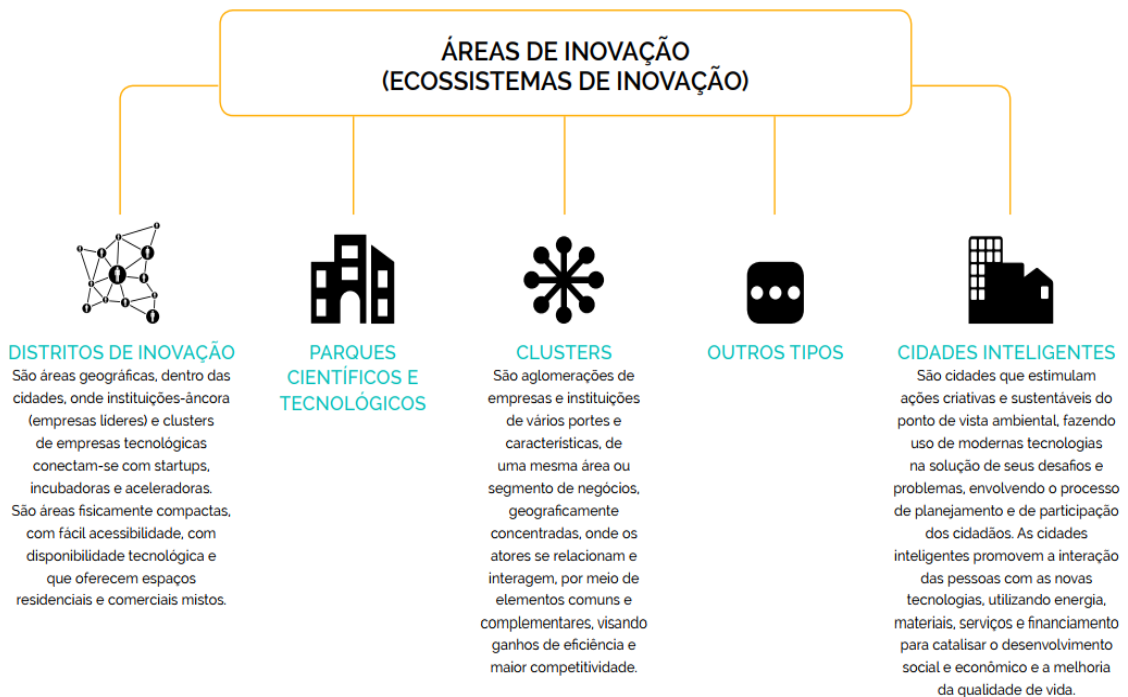 ÁREAS DE INOVAÇÃO
(ECOSSISTEMAS DE INOVAÇÃO)
DISTRITOS DE INOVAÇÃO
São áreas geográficas, dentro das
cidades, onde instituições-âncora
(empresas líderes) e clusters
de empresas tecnológicas
conectam-se com startups,
incubadoras e aceleradoras.
São áreas fisicamente compactas,
com fácil acessibilidade, com
disponibilidade tecnológica e
que oferecem espaços
residenciais e comerciais mistos.
PARQUES
CIENTÍFICOS E
TECNOLÓGICOS
CLUSTERS
São aglomerações de
empresas e instituições
de vários portes e
características, de
uma mesma área ou
segmento de negócios,
geograficamente
concentradas, onde os
atores se relacionam e
interagem, por meio de
elementos comuns e
complementares, visando
ganhos de eficiência e
maior competitividade.
OUTROS TIPOS
CIDADES INTELIGENTES
São cidades que estimulam
ações criativas e sustentáveis do
ponto de vista ambiental, fazendo
uso de modernas tecnologias
na solução de seus desafios e
problemas, envolvendo o processo
de planejamento e de participação
dos cidadãos. As cidades
inteligentes promovem a interação
das pessoas com as novas
tecnologias, utilizando energia,
materiais, serviços e financiamento
para catalisar o desenvolvimento
social e econômico e a melhoria
da qualidade de vida.